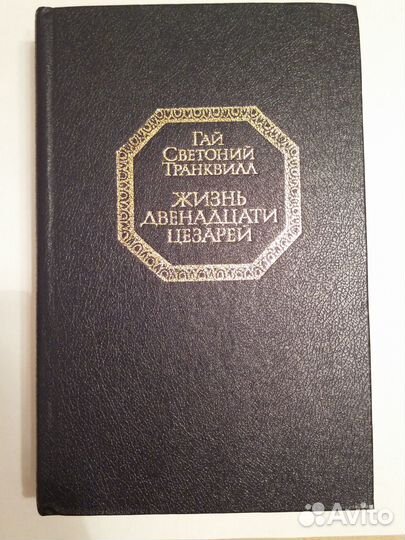 ГАЙ
СВЕТОНИЙ
ТРАНКВИЛЛ
ЖИЗНЬ
ДВЕНАДЦАТИ
ЦЕЗАРЕЙ
Avito